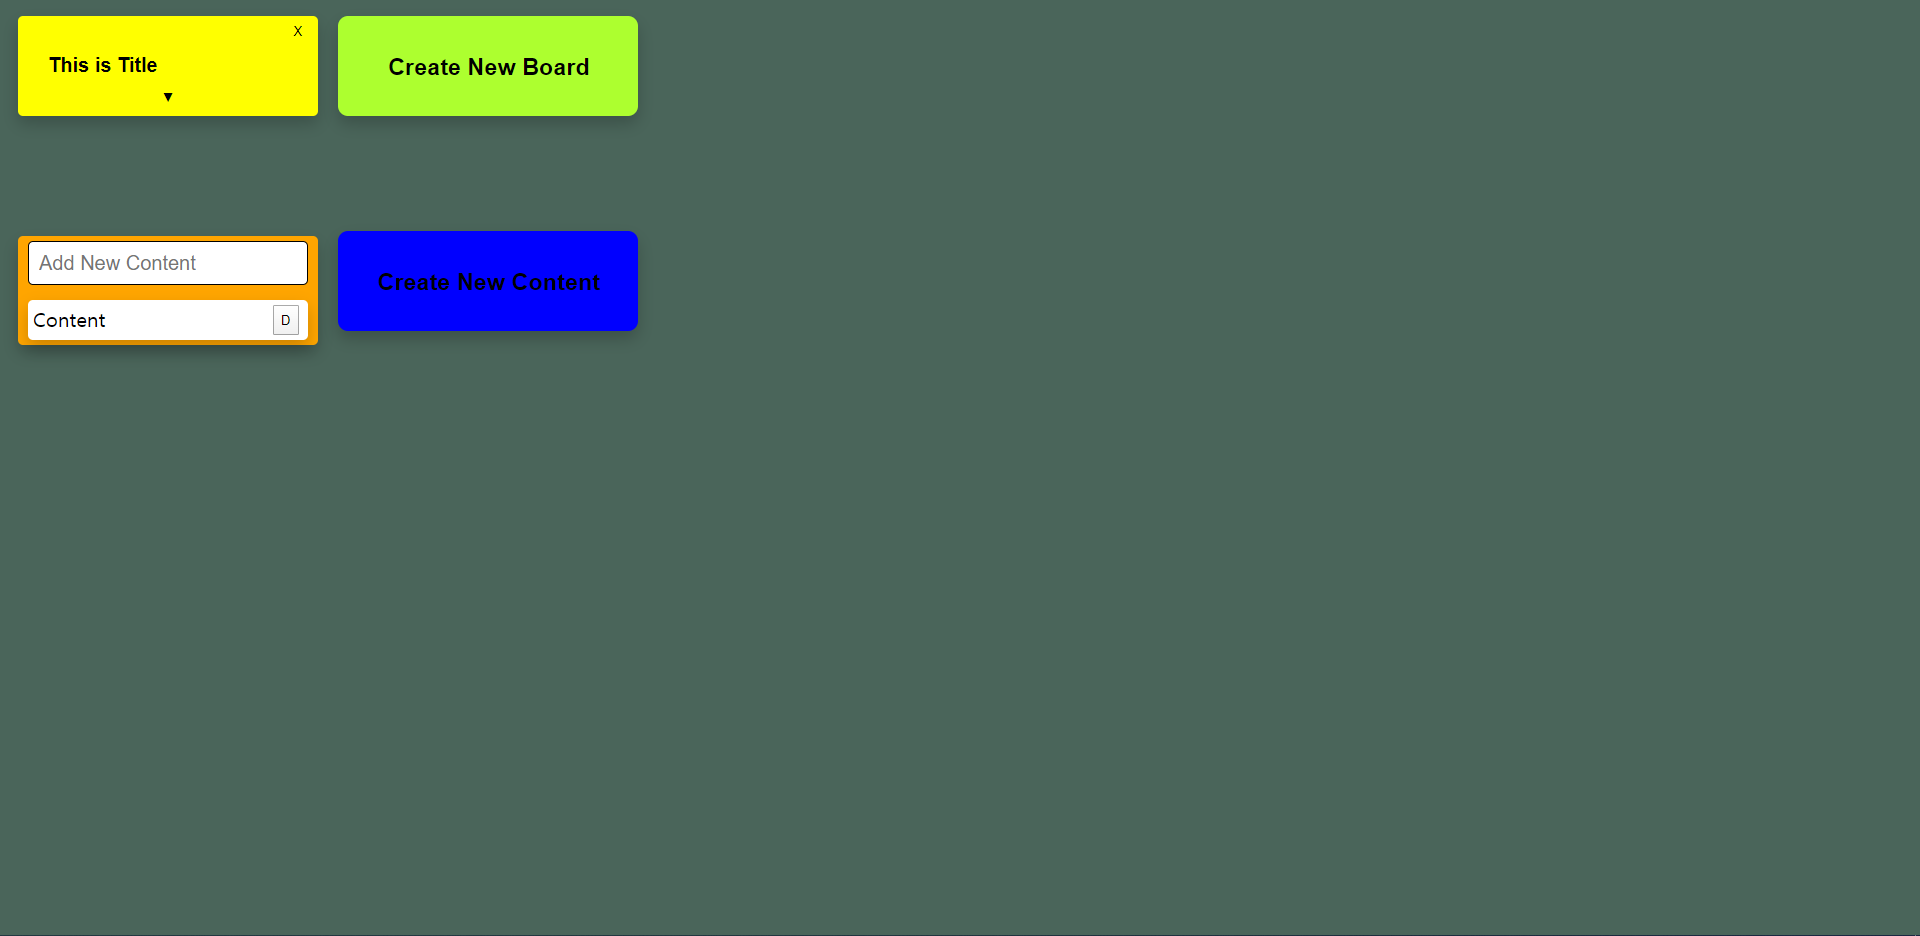 X
This is Title
▼
Create New Board
Add New Content
Content
D
Create New Content